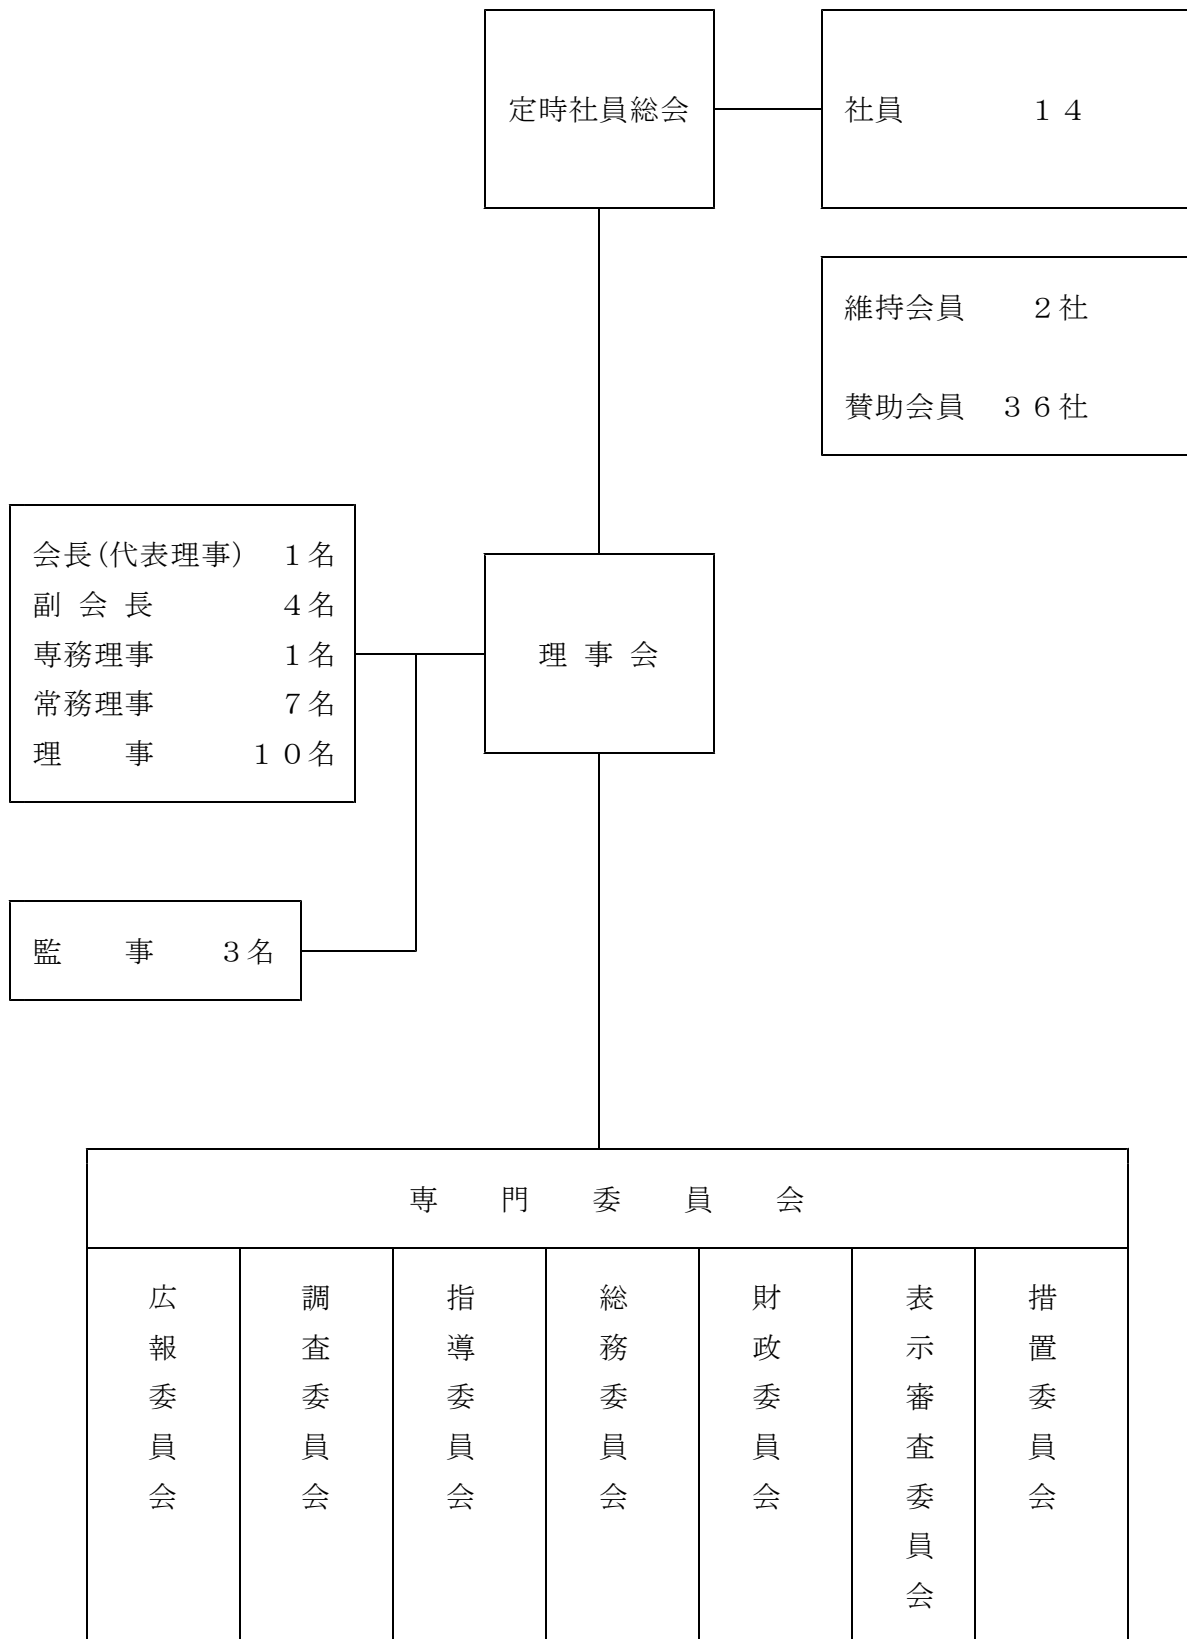 定時社員総会
社員　　　　１４
維持会員　　２社
賛助会員　３６社
会長(代表理事)　１名
副 会 長　　　　４名
専務理事　　　　１名
常務理事　　　　７名
理　　事　　　１０名
理 事 会
監　　事　　３名
専　門　委　員　会
広報委員会
調査委員会
指導委員会
総務委員会
財政委員会
表示審査委員会
措置委員会